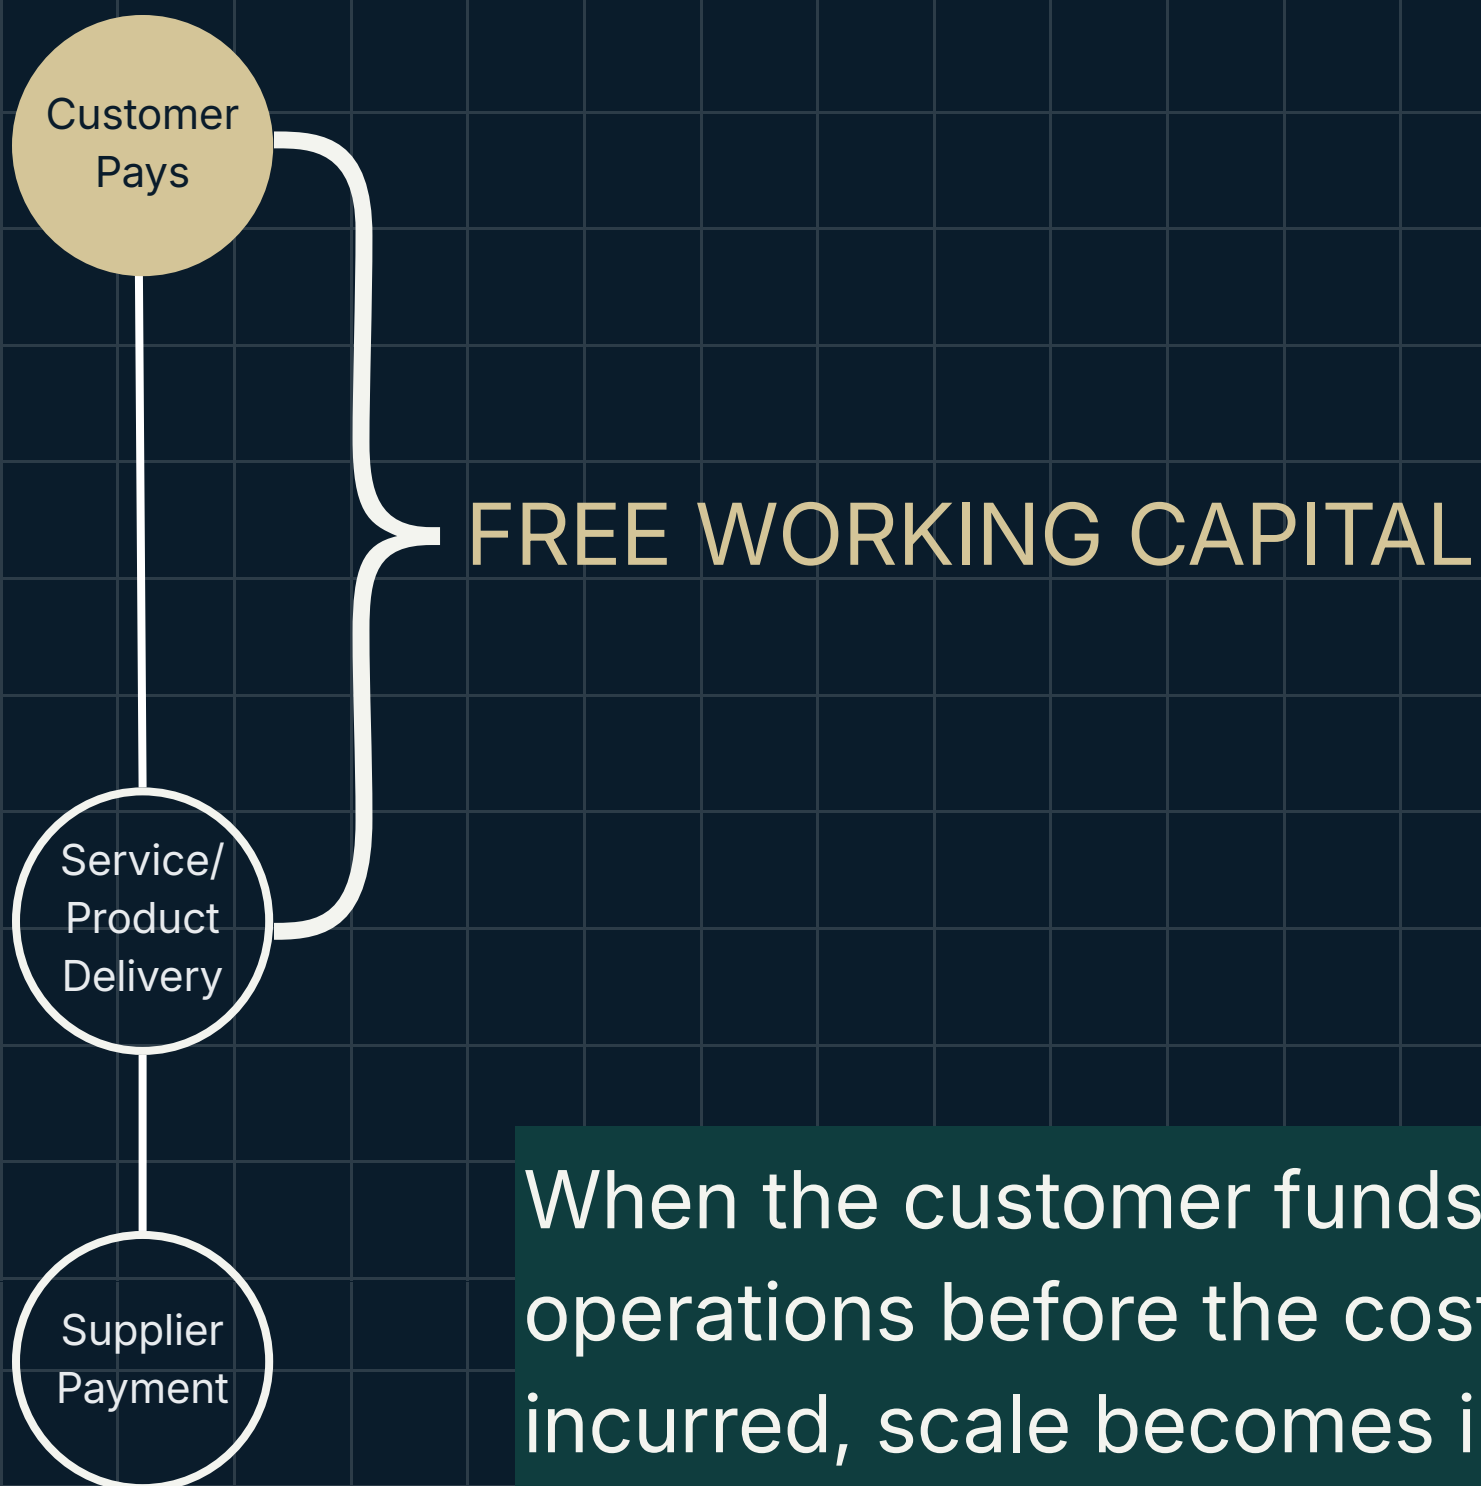 Customer
Pays
FREE WORKING CAPITAL
Service/
Product
Delivery
When the customer funds
operations before the
incurred, scale becomes
Supplier
Payment